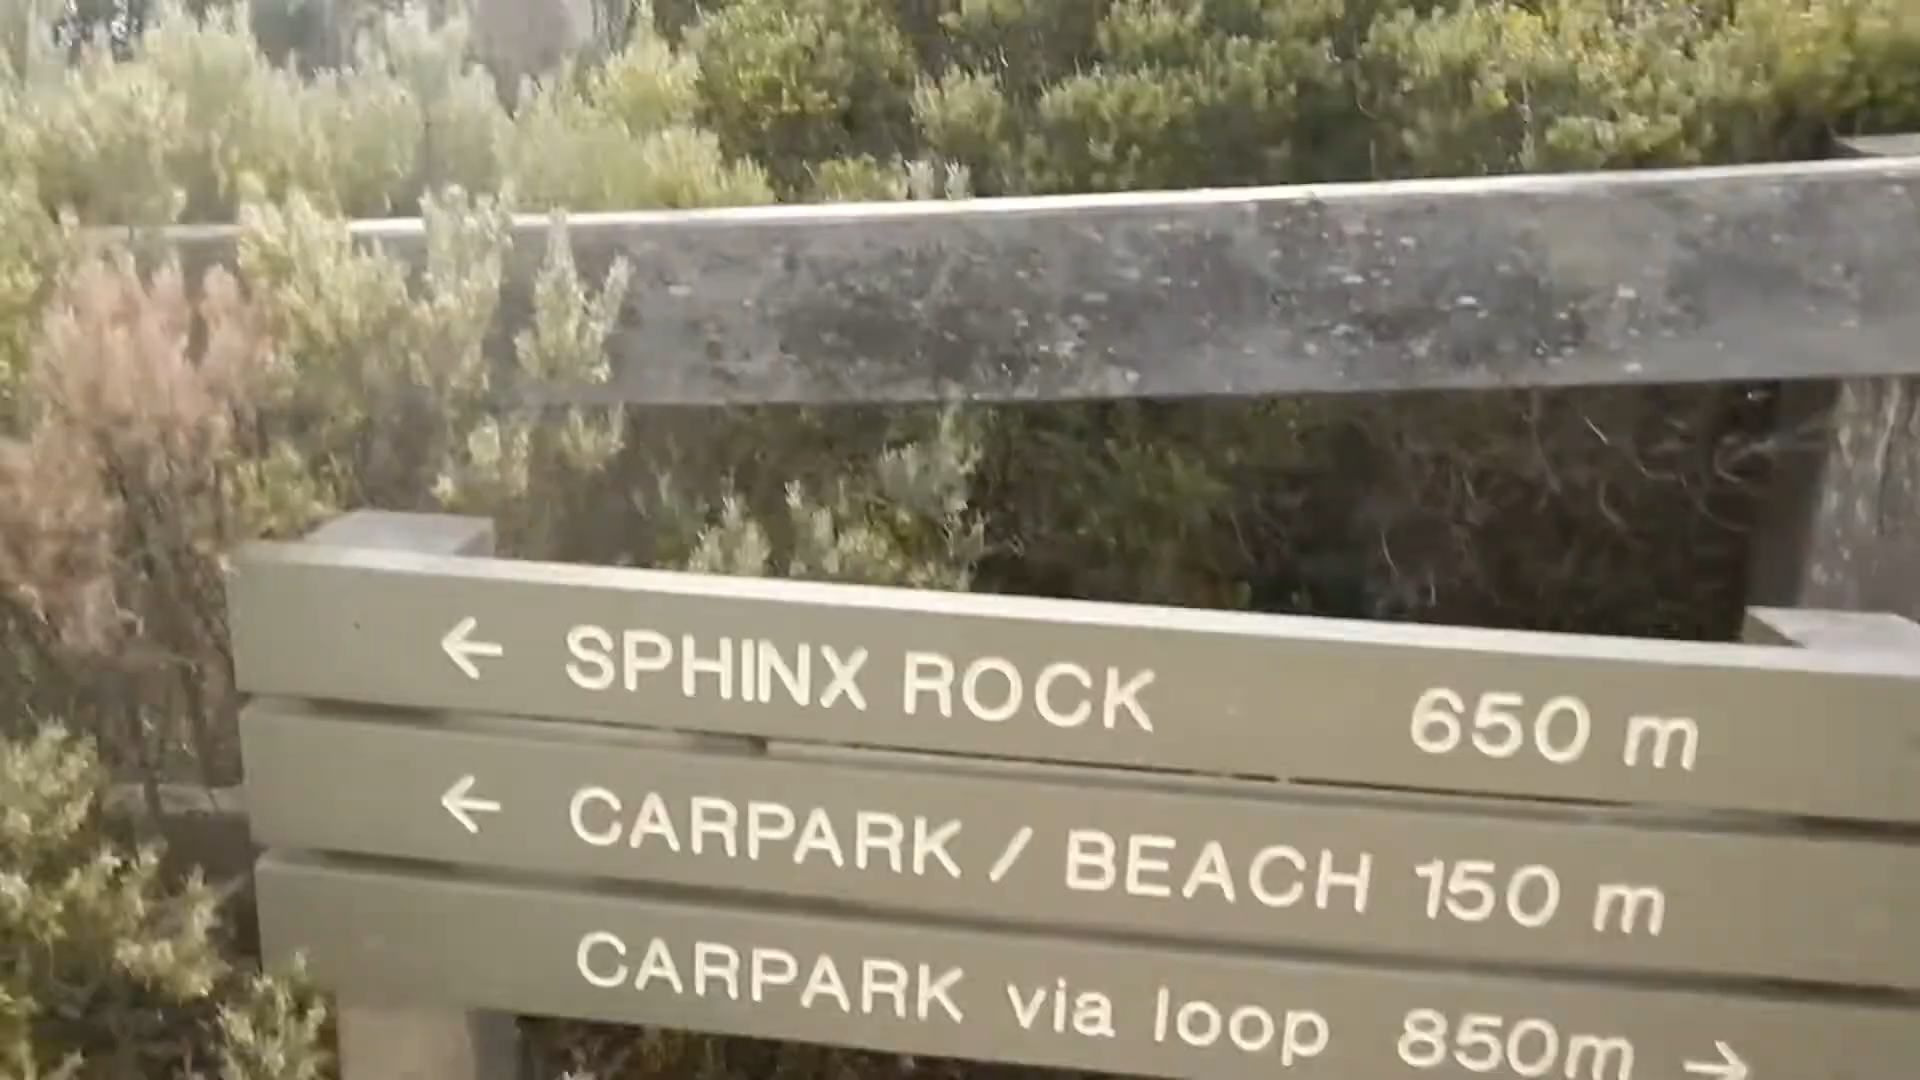 ← SPHINX ROCK 650 m
← CARPARK / BEACH 150 m
CARPARK via loop 850m →